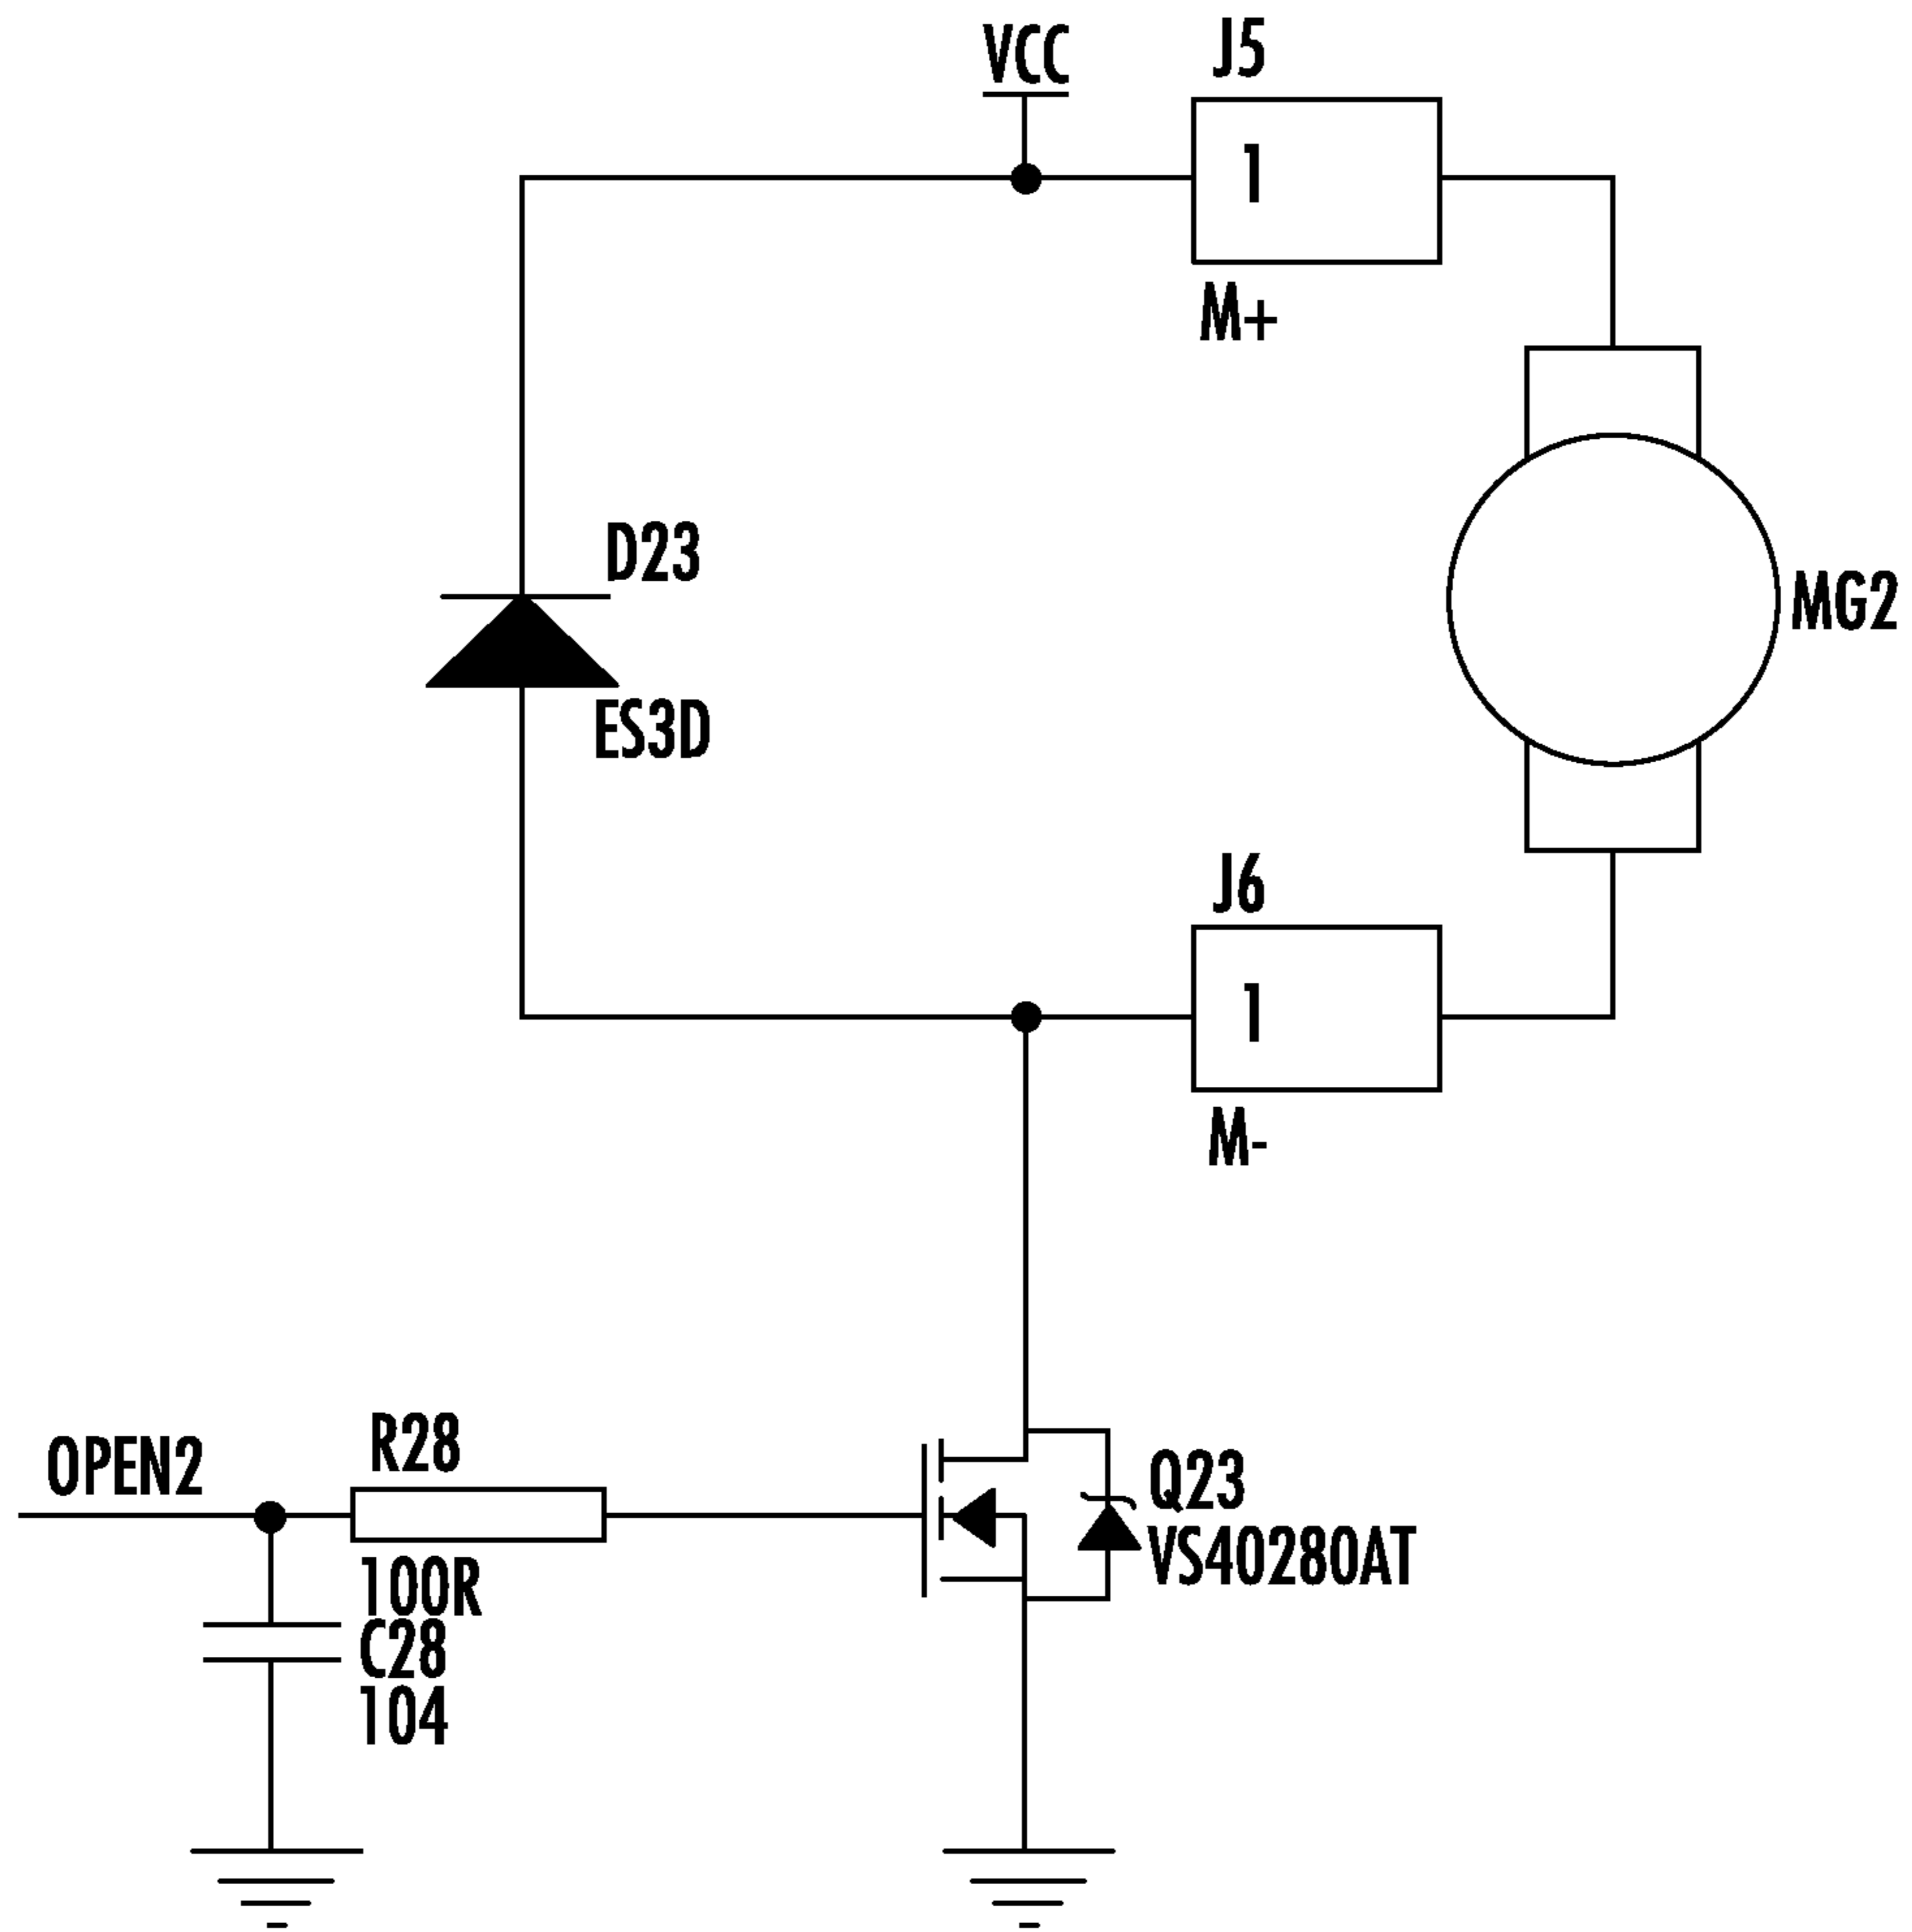 VCC
J5
1
M+
D23
ES3D
MG2
J6
1
M-
OPEN2
R28
100R
C28
104
Q23
VS40280AT